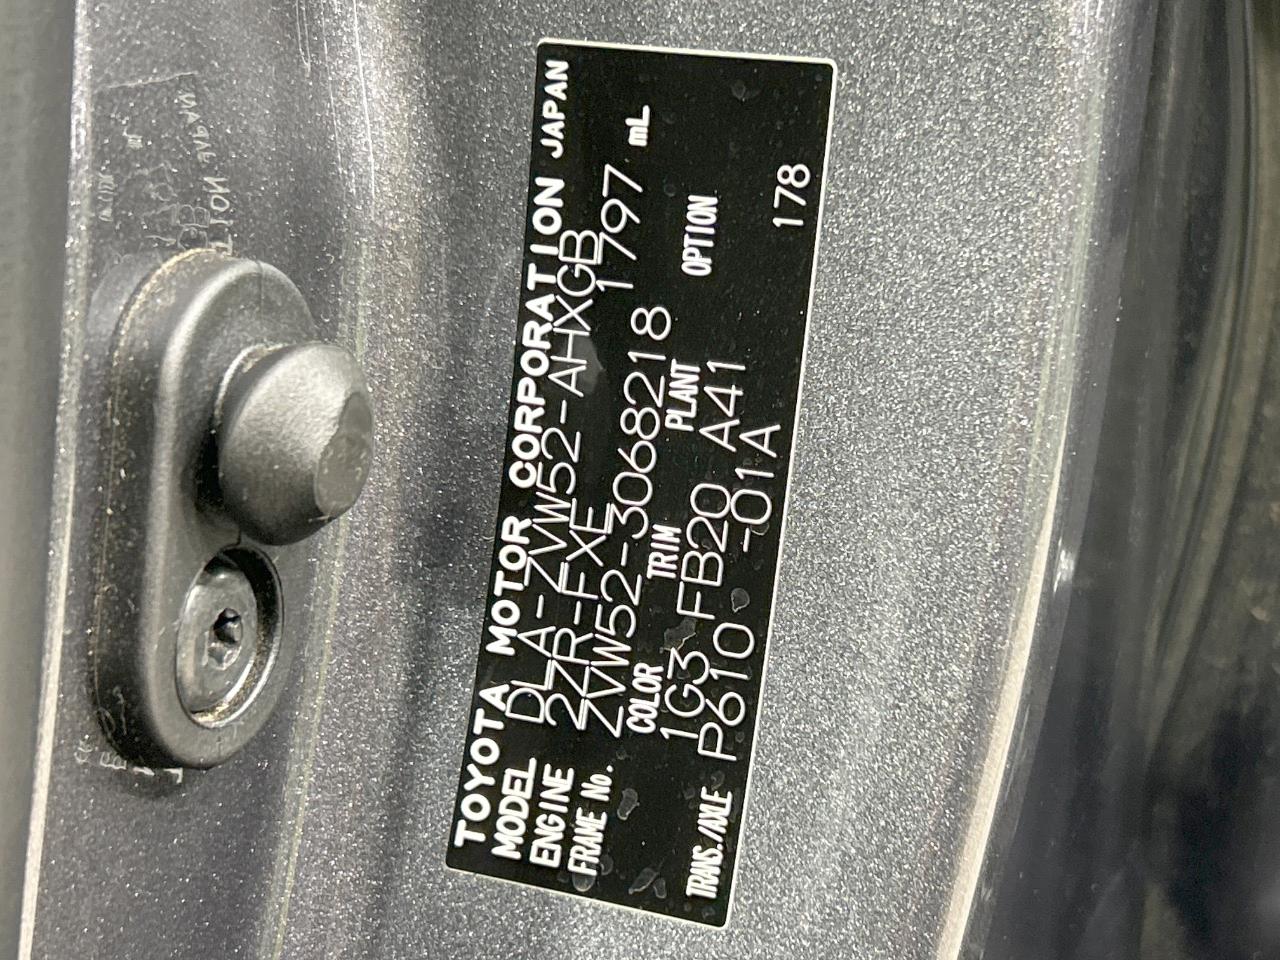 TOYOTA MOTOR CORPORATION JAPAN
MODEL DLA-ZVW52-AHXGB
ENGINE 2ZR-FXE 1797 mL
FRAME No. ZVW52-3068218
COLOR TRIM PLANT OPTION
1G3 FB20 A41
TRANS./AXLE P610 -01A 178